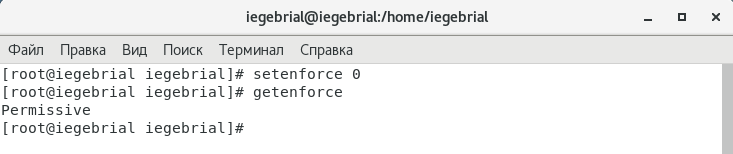 iegebrial@iegebrial:/home/iegebrial
Файл Правка Вид Поиск Терминал Справка
[root@iegebrial iegebrial]# setenforce 0
[root@iegebrial iegebrial]# getenforce
Permissive
[root@iegebrial iegebrial]#